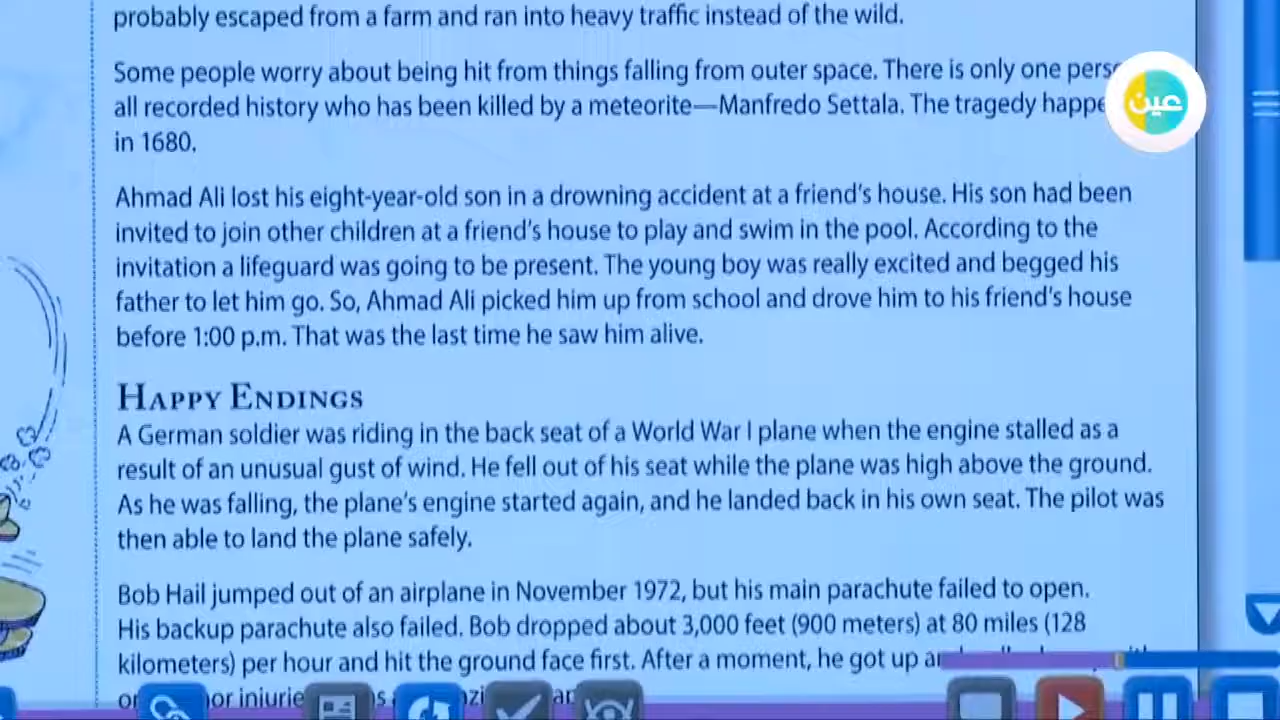 probably escaped from a farm and ran into heavy traffic instead of the wild.
Some people worry about being hit from things falling from outer space. There is only one
all recorded history who has been killed by a meteorite—Manfredo Settala. The tragedy
in 1680.
عين
Ahmad Ali lost his eight-year-old son in a drowning accident at a friend's house. His son had been
invited to join other children at a friend's house to play and swim in the pool. According to the
invitation a lifeguard was going to be present. The young boy was really excited and begged his
father to let him go. So, Ahmad Ali picked him up from school and drove him to his friend's house
before 1:00 p.m. That was the last time he saw him alive.
HAPPY ENDINGS
A German soldier was riding in the back seat of a World War I plane when the engine stalled as a
result of an unusual gust of wind. He fell out of his seat while the plane was high above the ground.
As he was falling, the plane's engine started again, and he landed back in his own seat. The pilot was
then able to land the plane safely.
Bob Hail jumped out of an airplane in November 1972, but his main parachute failed to open.
His backup parachute also failed. Bob dropped about 3,000 feet (900 meters) at 80 miles (128
kilometers) per hour and hit the ground face first. After a moment, he got up